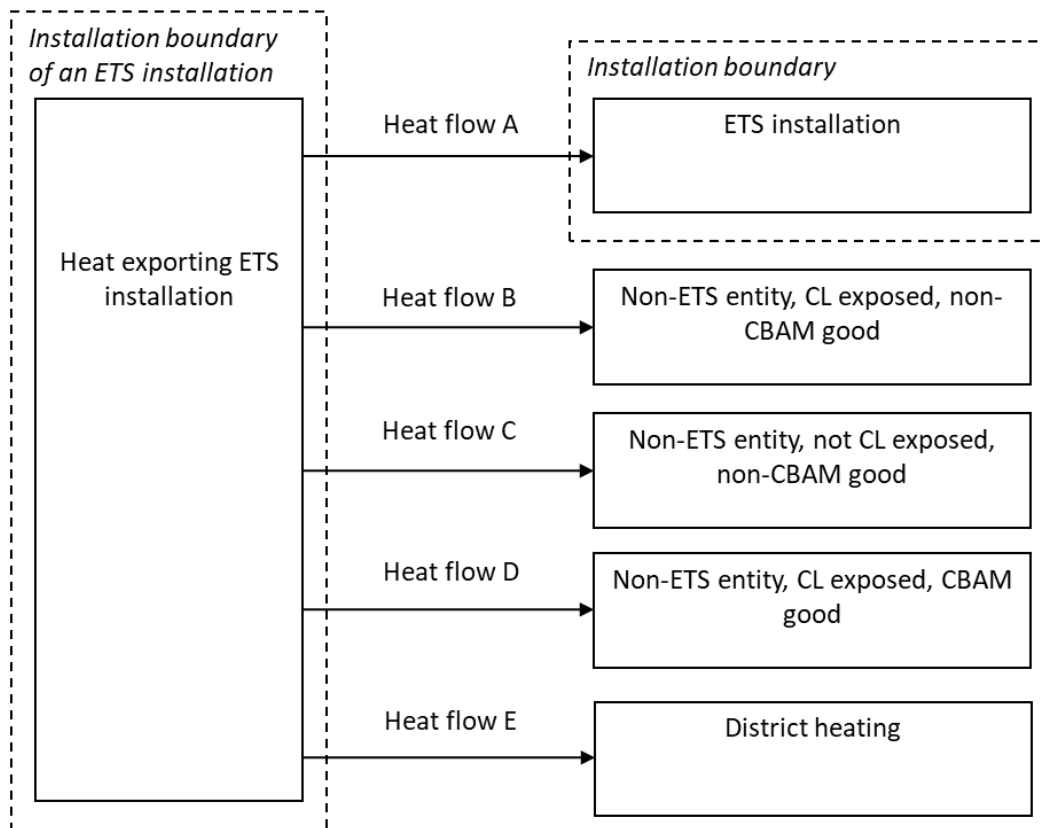 Installation boundary
of an ETS installation
Installation boundary
Heat flow A
ETS installation
Heat exporting ETS
installation
Heat flow B
Non-ETS entity, CL exposed, non-
CBAM good
Heat flow C
Non-ETS entity, not CL exposed,
non-CBAM good
Heat flow D
Non-ETS entity, CL exposed, CBAM
good
Heat flow E
District heating